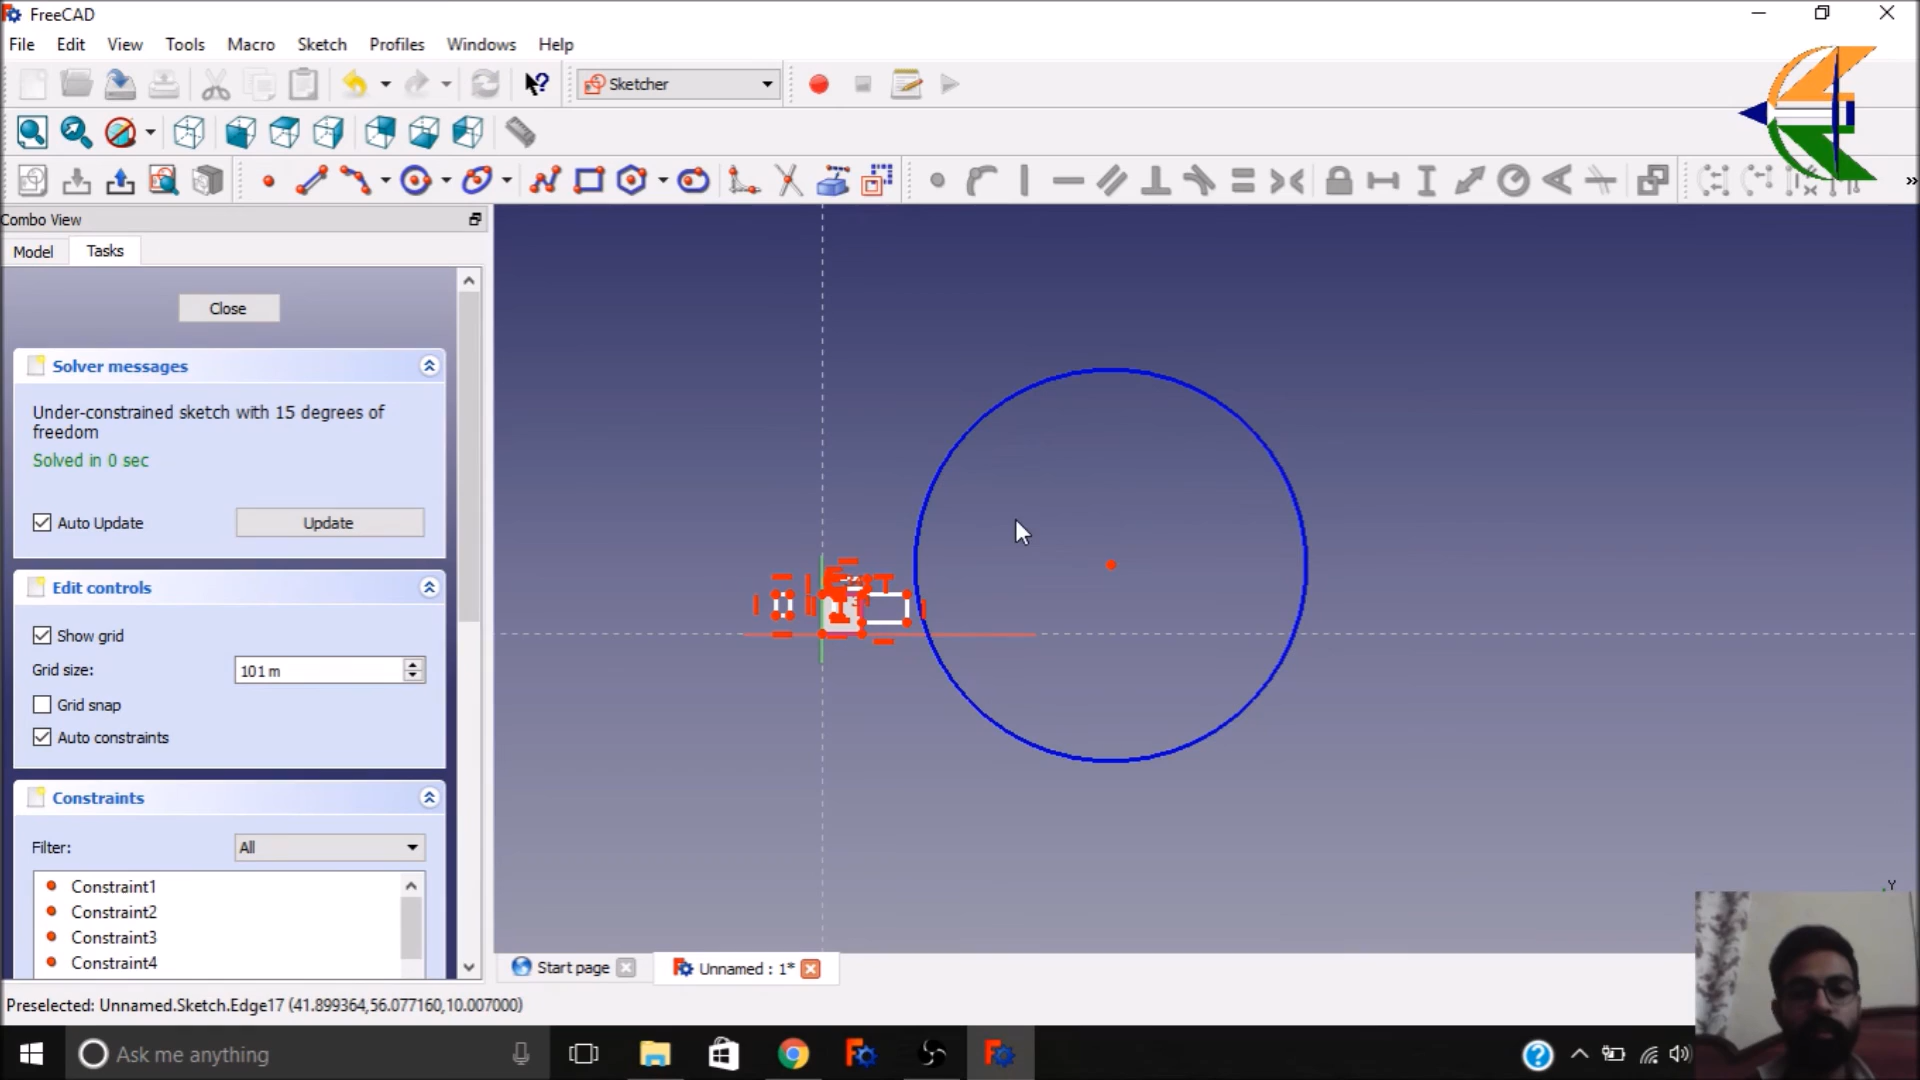 FreeCAD
File Edit View Tools Macro Sketch Profiles Windows Help
Sketcher
Combo View
Model Tasks
Close
Solver messages
Under-constrained sketch with 15 degrees of
freedom
Solved in 0 sec
Auto Update Update
Edit controls
Show grid
Grid size: 101 m
Grid snap
Auto constraints
Constraints
Filter: All
Constraint1
Constraint2
Constraint3
Constraint4
Y
Start page Unnamed : 1*
Preselected: Unnamed.Sketch.Edge17 (41.899364,56.077160,10.007000)
Ask me anything